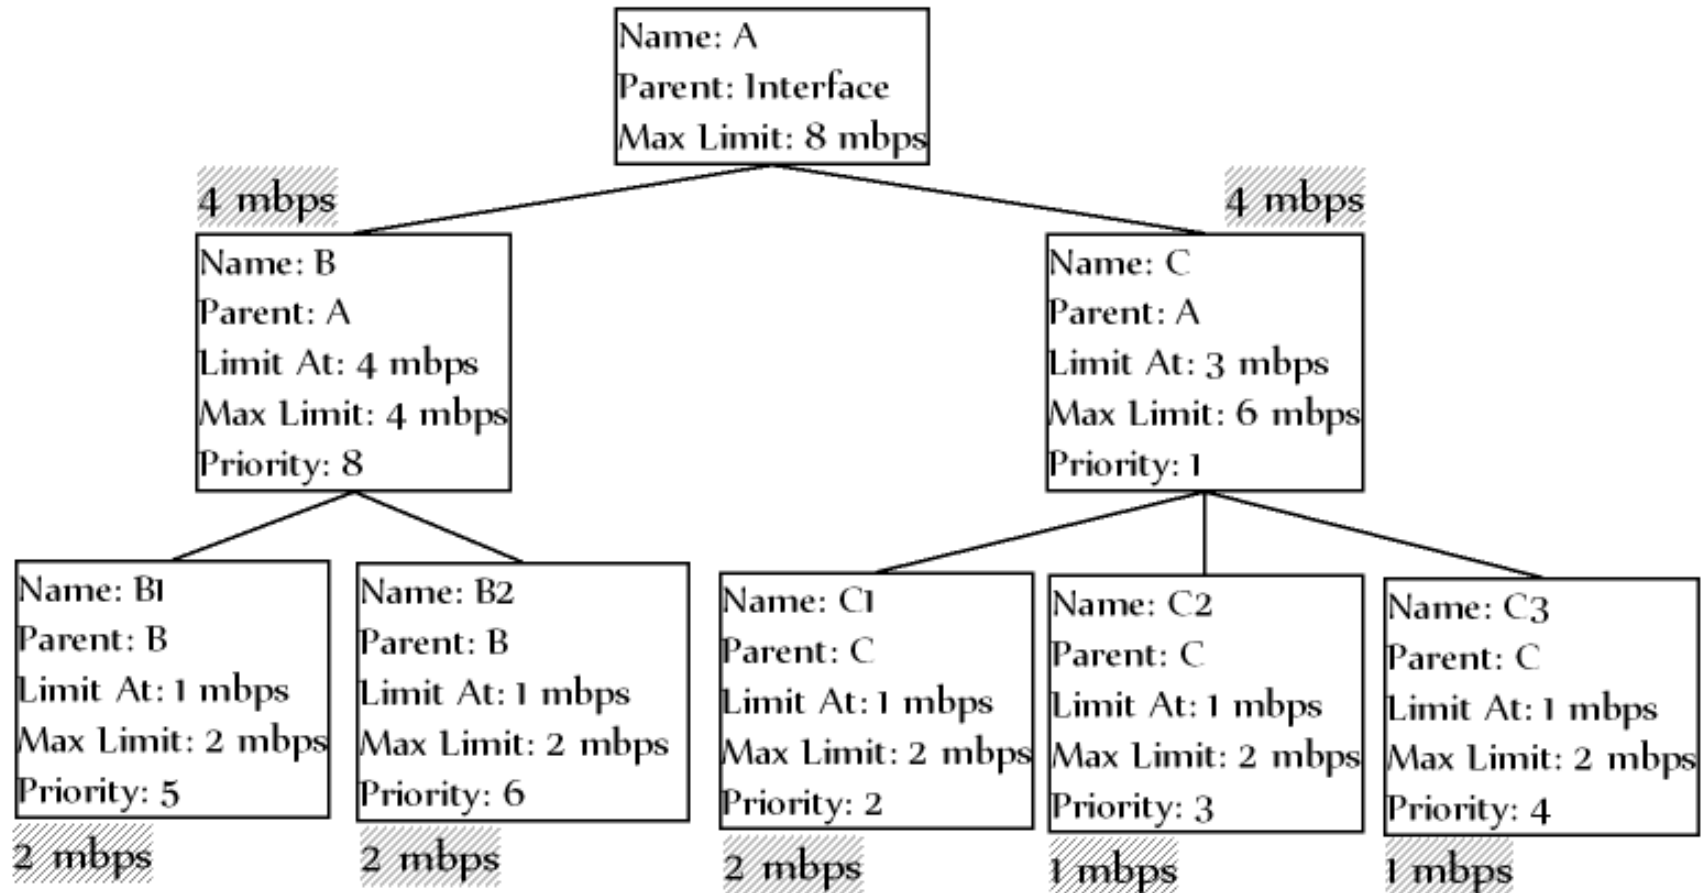 Name: A
Parent: Interface
Max Limit: 8 mbps
4 mbps
4 mbps
Name: B
Parent: A
Limit At: 4 mbps
Max Limit: 4 mbps
Priority: 8
Name: C
Parent: A
Limit At: 3 mbps
Max Limit: 6 mbps
Priority: 1
Name: B1
Parent: B
Limit At: 1 mbps
Max Limit: 2 mbps
Priority: 5
2 mbps
Name: B2
Parent: B
Limit At: 1 mbps
Max Limit: 2 mbps
Priority: 6
2 mbps
Name: C1
Parent: C
Limit At: 1 mbps
Max Limit: 2 mbps
Priority: 2
2 mbps
Name: C2
Parent: C
Limit At: 1 mbps
Max Limit: 2 mbps
Priority: 3
1 mbps
Name: C3
Parent: C
Limit At: 1 mbps
Max Limit: 2 mbps
Priority: 4
1 mbps